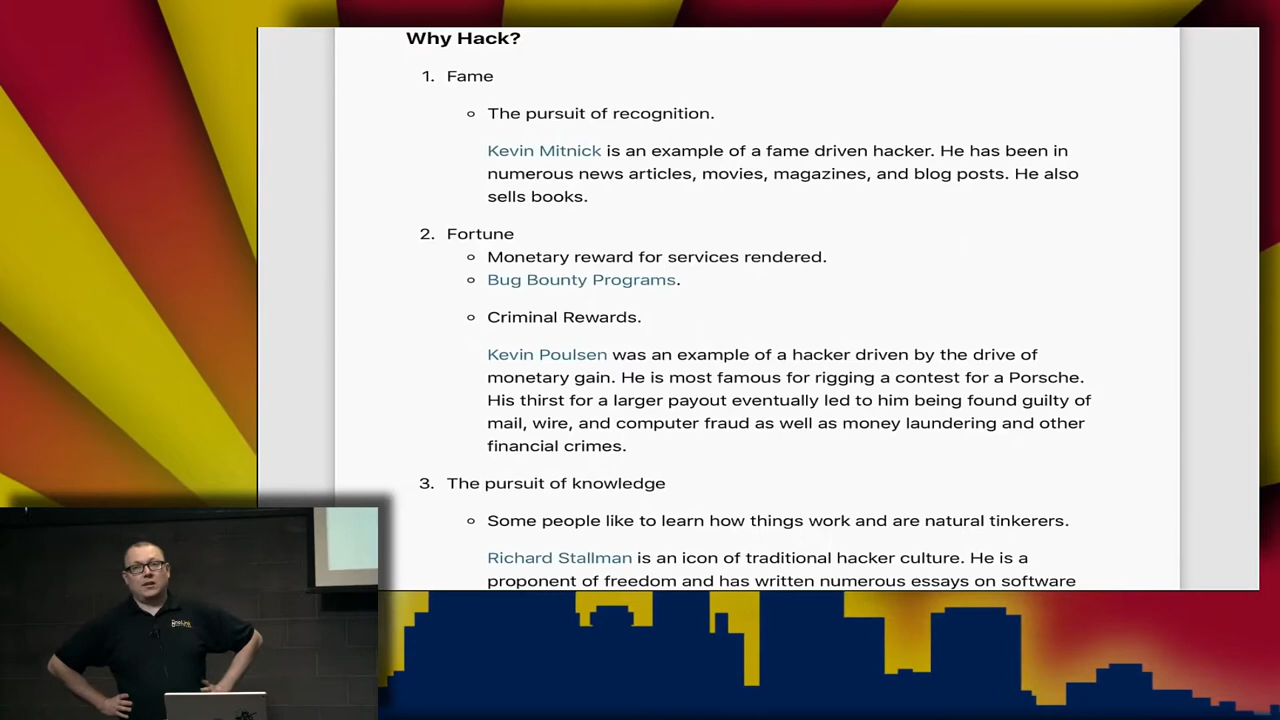 Why Hack?
1. Fame
The pursuit of recognition.
Kevin Mitnick is an example of a fame driven hacker. He has been in
numerous news articles, movies, magazines, and blog posts. He also
sells books.
2. Fortune
Monetary reward for services rendered.
Bug Bounty Programs.
Criminal Rewards.
Kevin Poulsen was an example of a hacker driven by the drive of
monetary gain. He is most famous for rigging a contest for a Porsche.
His thirst for a larger payout eventually led to him being found guilty of
mail, wire, and computer fraud as well as money laundering and other
financial crimes.
3. The pursuit of knowledge
Some people like to learn how things work and are natural tinkerers.
Richard Stallman is an icon of traditional hacker culture. He is a
proponent of freedom and has written numerous essays on software